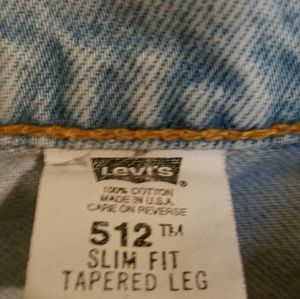 Levi's®
100% COTTON
MADE IN U.S.A.
CARE ON REVERSE
512™
SLIM FIT
TAPERED LEG